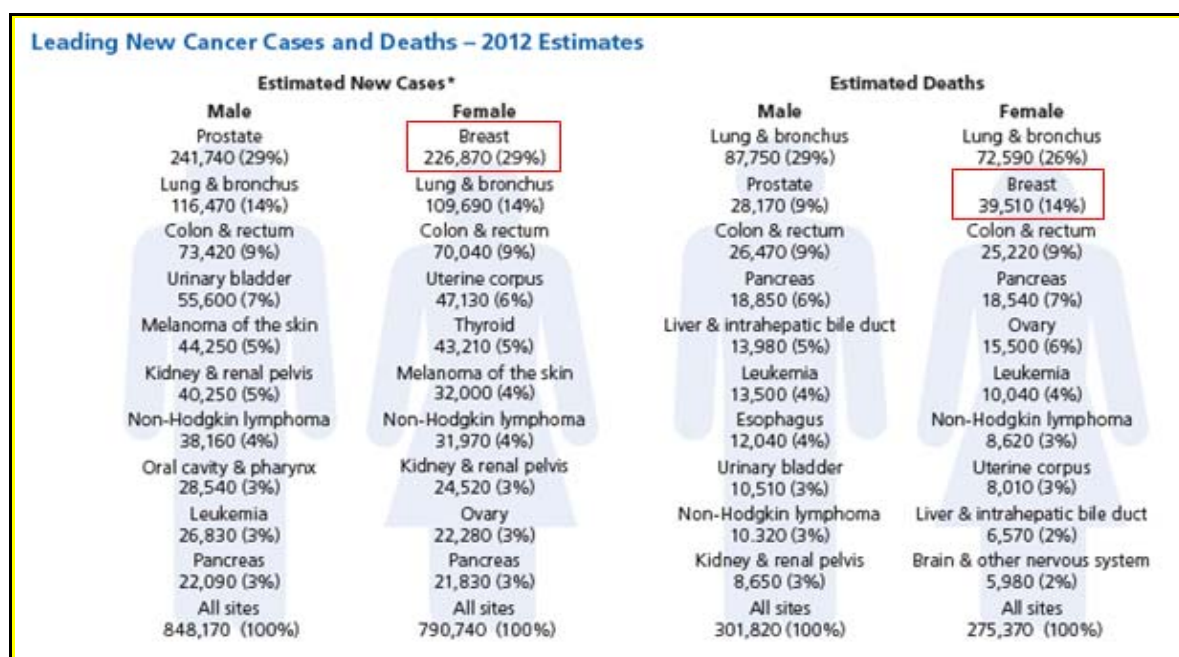 Leading New Cancer Cases and Deaths – 2012 Estimates
Estimated New Cases*
Male
Prostate
241,740 (29%)
Lung & bronchus
116,470 (14%)
Colon & rectum
73,420 (9%)
Urinary bladder
55,600 (7%)
Melanoma of the skin
44,250 (5%)
Kidney & renal pelvis
40,250 (5%)
Non-Hodgkin lymphoma
38,160 (4%)
Oral cavity & pharynx
28,540 (3%)
Leukemia
26,830 (3%)
Pancreas
22,090 (3%)
All sites
848,170 (100%)
Female
Breast
226,870 (29%)
Lung & bronchus
109,690 (14%)
Colon & rectum
70,040 (9%)
Uterine corpus
47,130 (6%)
Thyroid
43,210 (5%)
Melanoma of the skin
32,000 (4%)
Non-Hodgkin lymphoma
31,970 (4%)
Kidney & renal pelvis
24,520 (3%)
Ovary
22,280 (3%)
Pancreas
21,830 (3%)
All sites
790,740 (100%)
Estimated Deaths
Male
Lung & bronchus
87,750 (29%)
Prostate
28,170 (9%)
Colon & rectum
26,470 (9%)
Pancreas
18,850 (6%)
Liver & intrahepatic bile duct
13,980 (5%)
Leukemia
13,500 (4%)
Esophagus
12,040 (4%)
Urinary bladder
10,510 (3%)
Non-Hodgkin lymphoma
10.320 (3%)
Kidney & renal pelvis
8,650 (3%)
All sites
301,820 (100%)
Female
Lung & bronchus
72,590 (26%)
Breast
39,510 (14%)
Colon & rectum
25,220 (9%)
Pancreas
18,540 (7%)
Ovary
15,500 (6%)
Leukemia
10,040 (4%)
Non-Hodgkin lymphoma
8,620 (3%)
Uterine corpus
8,010 (3%)
Liver & intrahepatic bile duct
6,570 (2%)
Brain & other nervous system
5,980 (2%)
All sites
275,370 (100%)